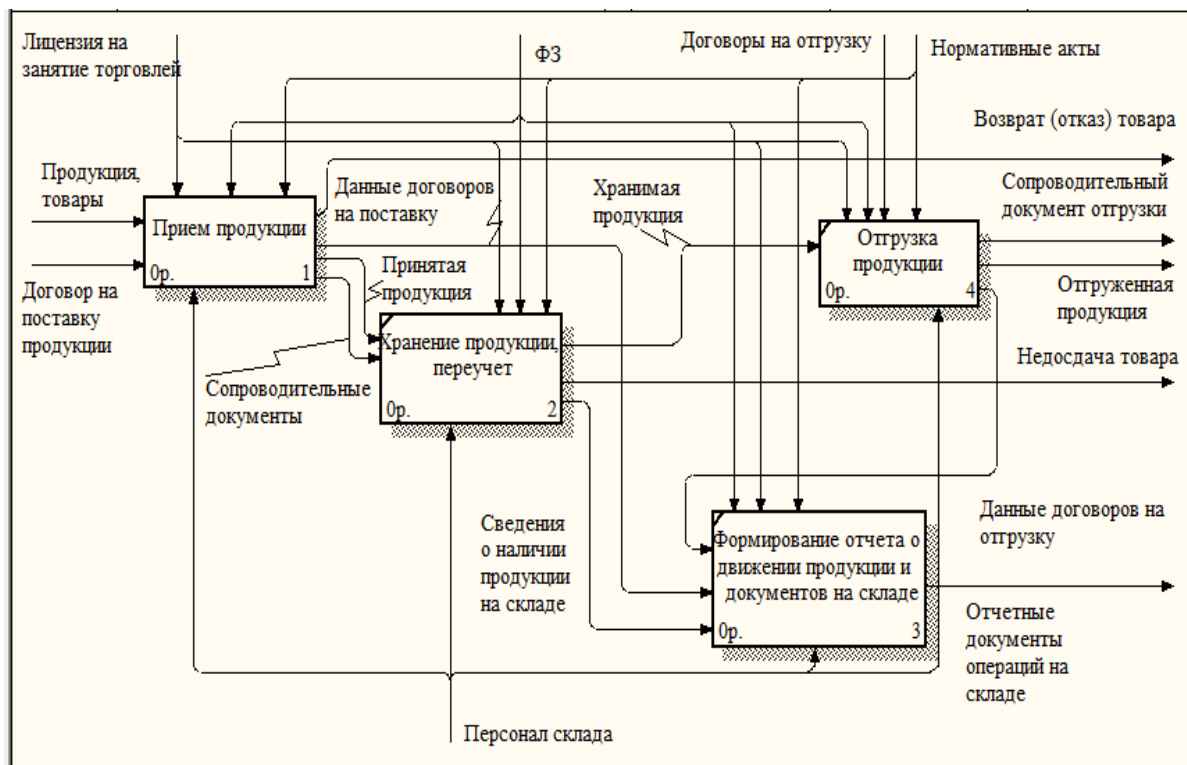 Лицензия на
занятие торговлей
ФЗ
Договоры на отгрузку
Нормативные акты
Возврат (отказ) товара
Продукция,
товары
Данные договоров
на поставку
Хранимая
продукция
Сопроводительный
документ отгрузки
Прием продукции
0р.
1
Отгрузка
продукции
0р.
4
Принятая
продукция
Отгруженная
продукция
Договор на
поставку
продукции
Хранение продукции,
переучет
0р.
2
Недосдача товара
Сопроводительные
документы
Сведения
о наличии
продукции
на складе
Данные договоров на
отгрузку
Формирование отчета о
движении продукции и
документов на складе
0р.
3
Отчетные
документы
операций на
складе
Персонал склада